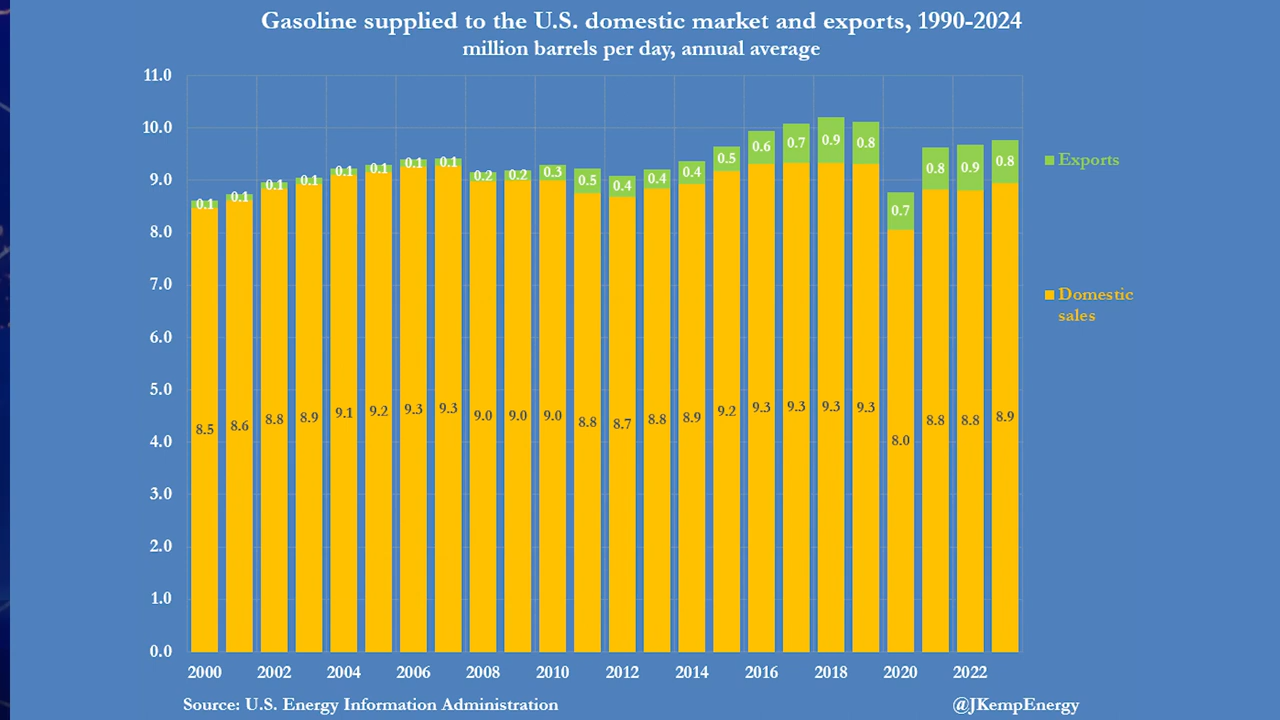 Gasoline supplied to the U.S. domestic market and exports, 1990-2024
million barrels per day, annual average
11.0
10.0
9.0
8.0
7.0
6.0
5.0
4.0
3.0
2.0
1.0
0.0
0.1 0.1 0.1 0.1 0.1 0.1 0.1 0.1 0.2 0.2 0.3 0.5 0.4 0.4 0.4 0.5 0.6 0.7 0.9 0.8 0.7 0.8 0.9 0.8
8.5 8.6 8.8 8.9 9.1 9.2 9.3 9.3 9.0 9.0 9.0 8.8 8.7 8.8 8.9 9.2 9.3 9.3 9.3 9.3 8.0 8.8 8.8 8.9
2000 2002 2004 2006 2008 2010 2012 2014 2016 2018 2020 2022
Exports
Domestic
sales
Source: U.S. Energy Information Administration
@JKempEnergy